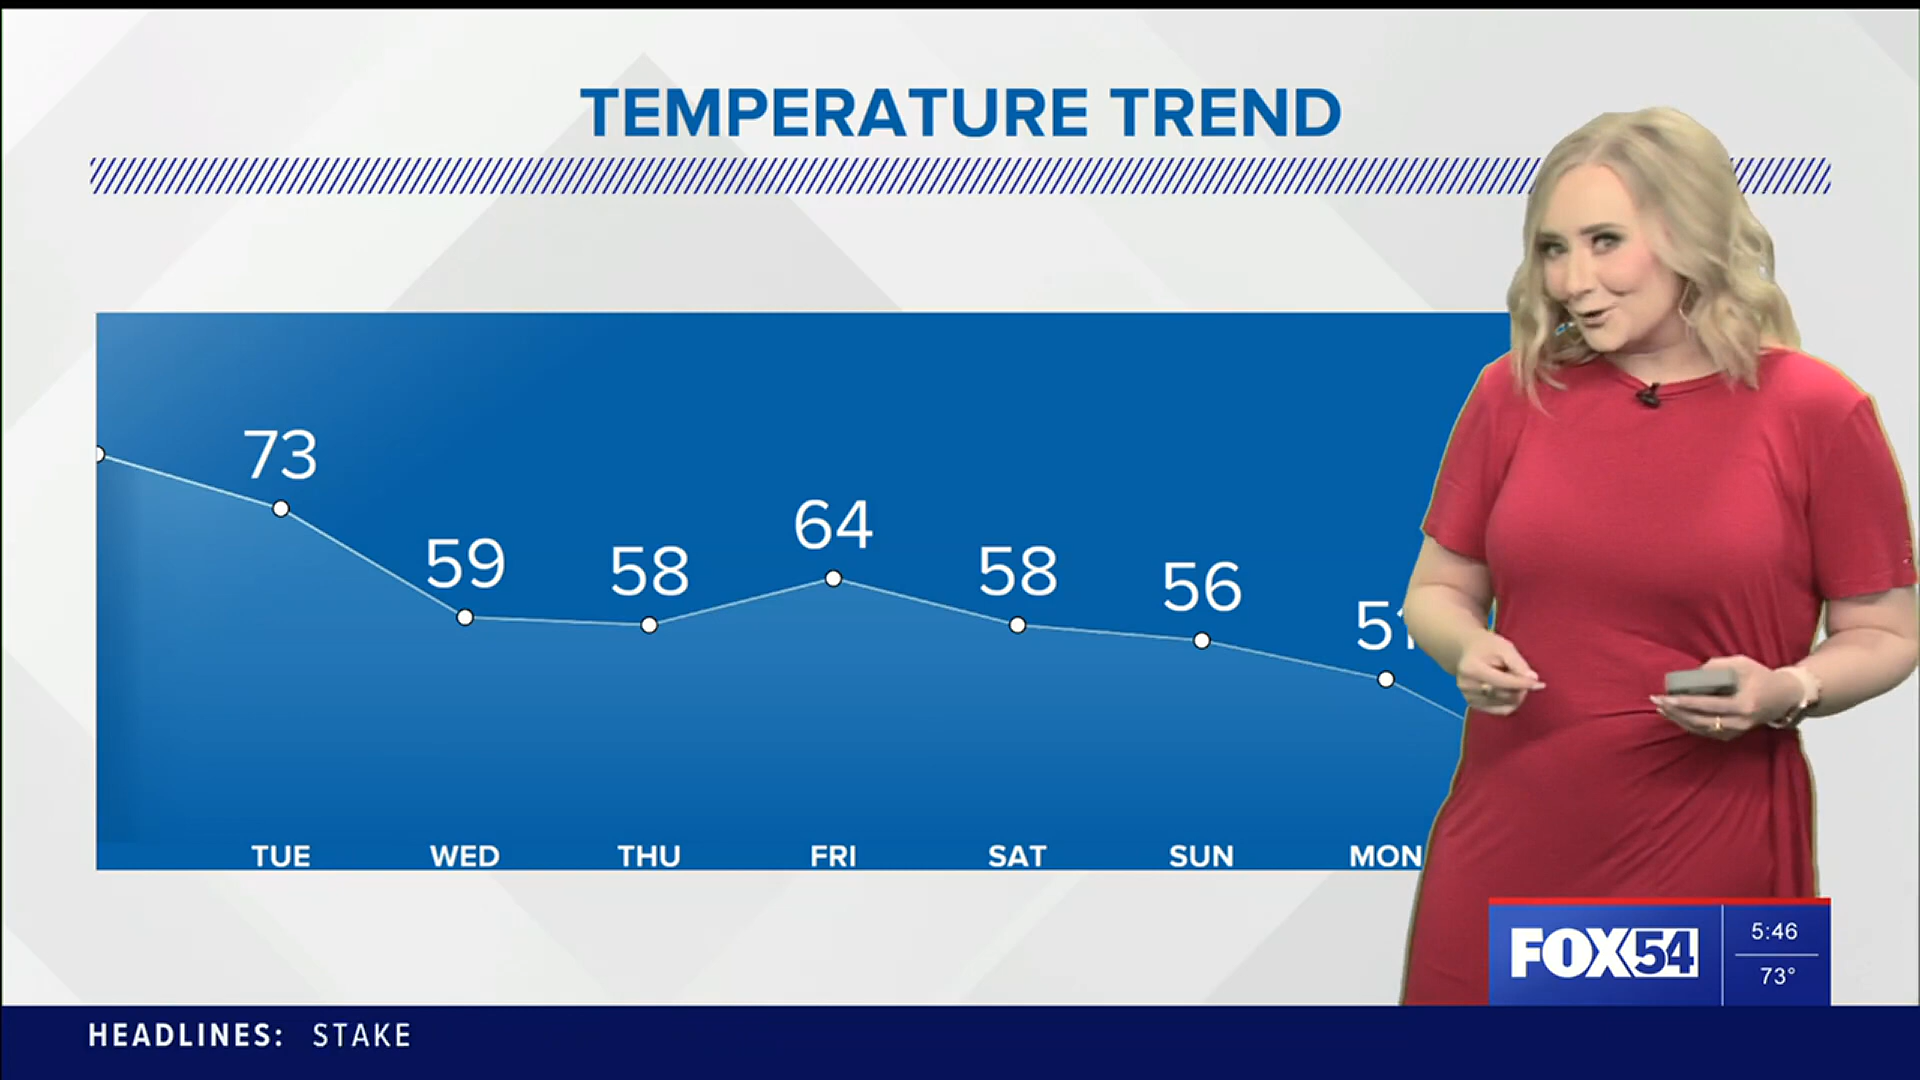 TEMPERATURE TREND
73
59
58
64
58
56
51
TUE WED THU FRI SAT SUN MON
FOX54
5:46
73°
HEADLINES: STAKE